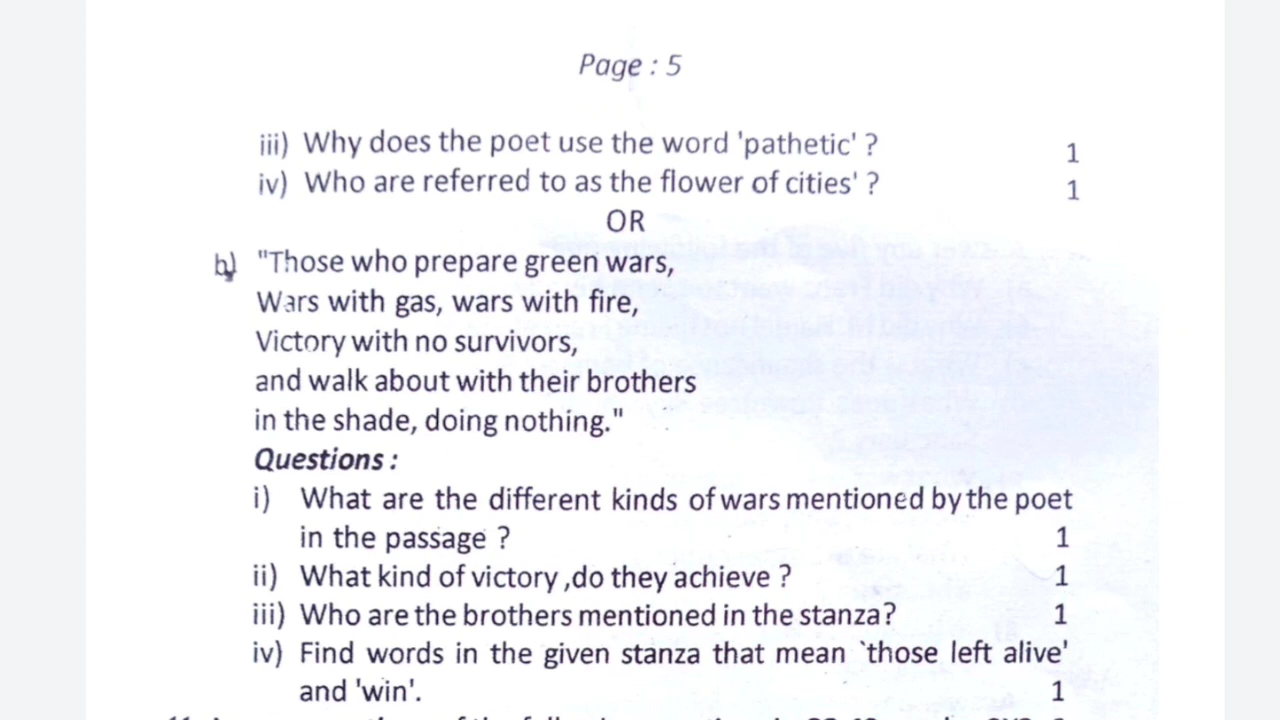 Page : 5
iii) Why does the poet use the word 'pathetic' ? 1
iv) Who are referred to as the flower of cities' ? 1
OR
b) "Those who prepare green wars,
Wars with gas, wars with fire,
Victory with no survivors,
and walk about with their brothers
in the shade, doing nothing."
Questions :
i) What are the different kinds of wars mentioned by the poet
in the passage ? 1
ii) What kind of victory ,do they achieve ? 1
iii) Who are the brothers mentioned in the stanza? 1
iv) Find words in the given stanza that mean `those left alive'
and 'win'. 1